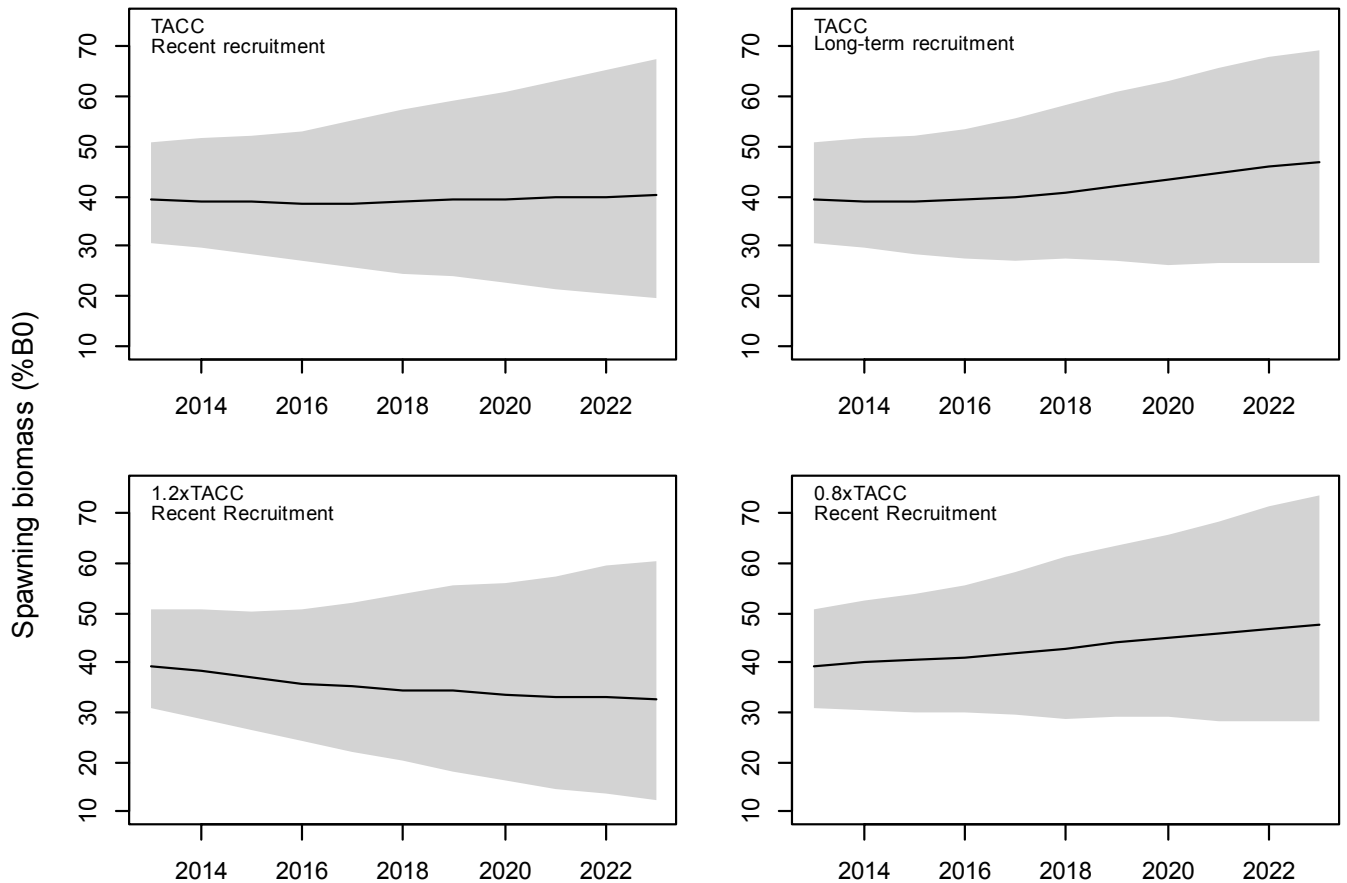 Spawning biomass (%B0)
TACC
Recent recruitment
70
60
50
40
30
20
10
2014 2016 2018 2020 2022
TACC
Long-term recruitment
70
60
50
40
30
20
10
2014 2016 2018 2020 2022
1.2xTACC
Recent Recruitment
70
60
50
40
30
20
10
2014 2016 2018 2020 2022
0.8xTACC
Recent Recruitment
70
60
50
40
30
20
10
2014 2016 2018 2020 2022